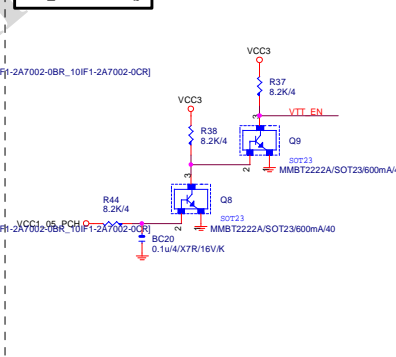 VCC3
R37
8.2K/4
F1-2A7002-0BR_10IF1-2A7002-0CR]
VCC3
VTT_EN
3
R38
8.2K/4
Q9
2
SOT23
MMBT2222A/SOT23/600mA/4
3
R44
8.2K/4
Q8
VCC1_05_PCH
2
SOT23
F1-2A7002-0BR_10IF1-2A7002-0CR]
MMBT2222A/SOT23/600mA/40
BC20
0.1u/4/X7R/16V/K